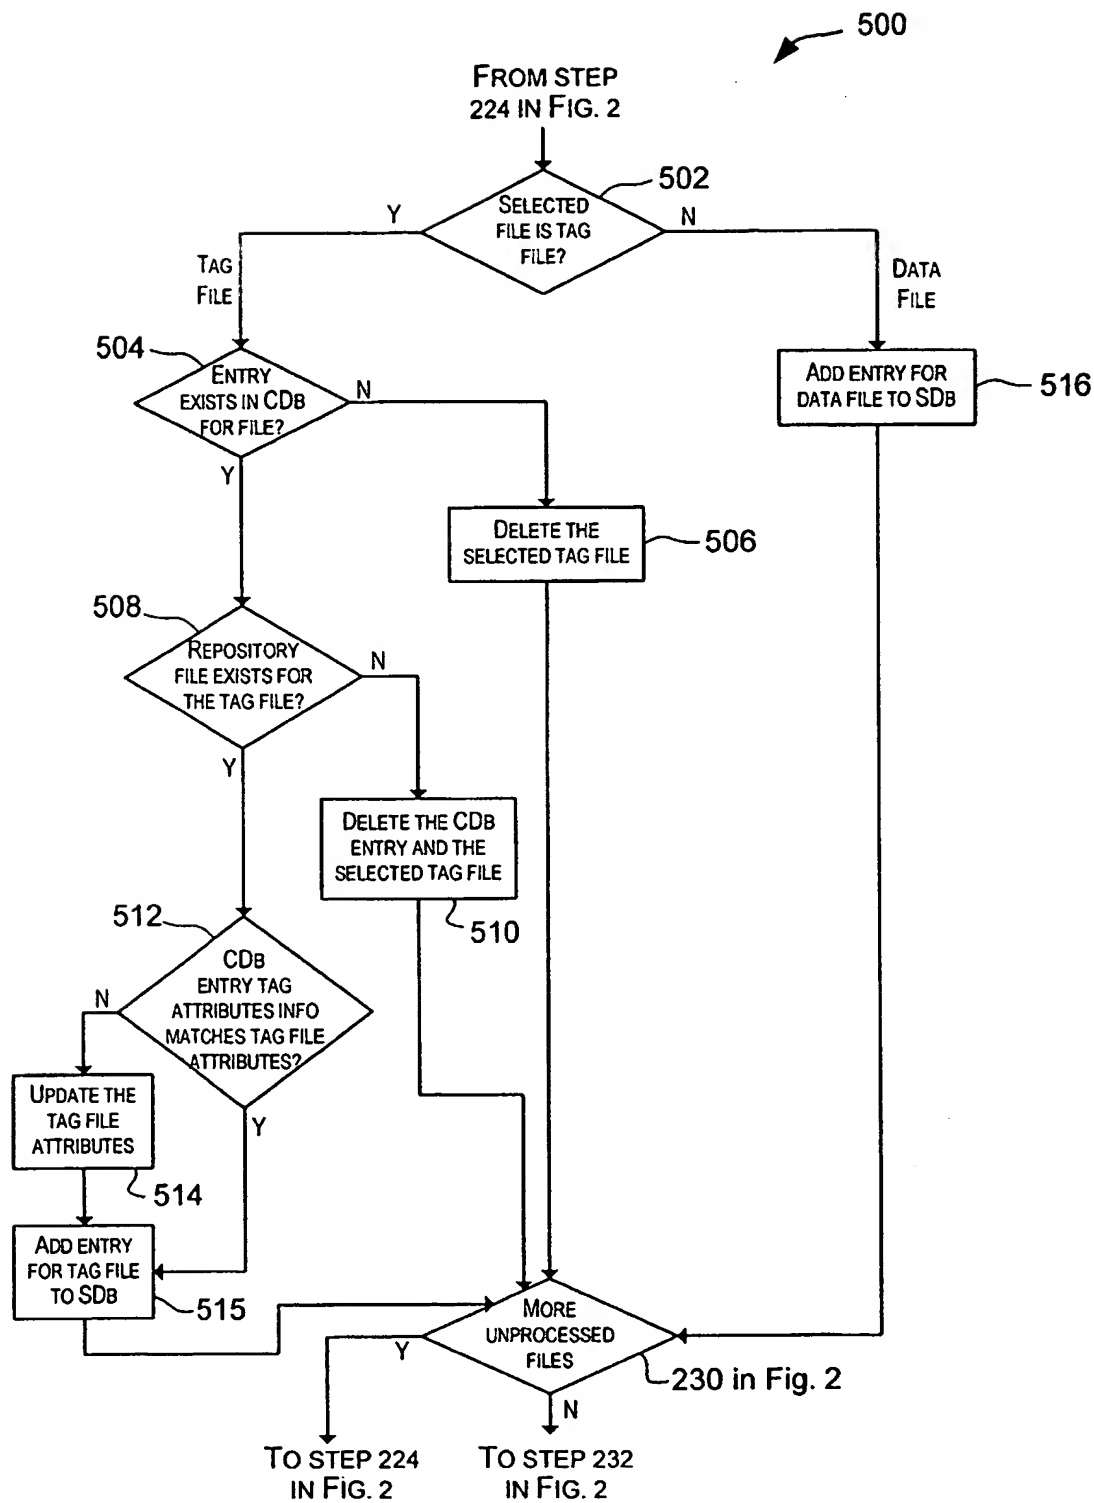 500
FROM STEP
224 IN FIG. 2
502
SELECTED
FILE IS TAG
FILE?
Y
N
TAG
FILE
DATA
FILE
504
ENTRY
EXISTS IN CDB
FOR FILE?
N
Y
ADD ENTRY FOR
DATA FILE TO SDB
516
DELETE THE
SELECTED TAG FILE
506
508
REPOSITORY
FILE EXISTS FOR
THE TAG FILE?
N
Y
DELETE THE CDB
ENTRY AND THE
SELECTED TAG FILE
510
512
CDB
ENTRY TAG
ATTRIBUTES INFO
MATCHES TAG FILE
ATTRIBUTES?
N
Y
UPDATE THE
TAG FILE
ATTRIBUTES
514
ADD ENTRY
FOR TAG FILE
TO SDB
515
MORE
UNPROCESSED
FILES
Y
N
230 in Fig. 2
TO STEP 224
IN FIG. 2
TO STEP 232
IN FIG. 2